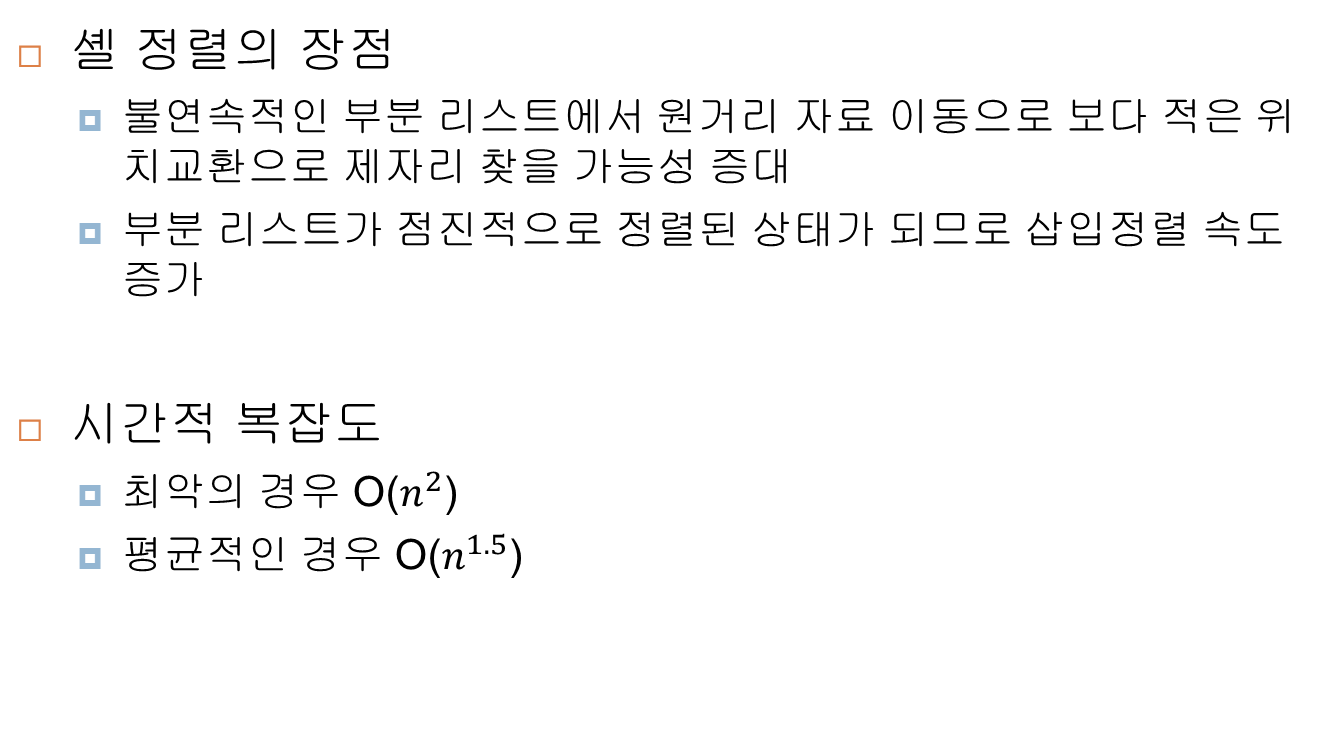 셸 정렬의 장점
불연속적인 부분 리스트에서 원거리 자료 이동으로 보다 적은 위
치교환으로 제자리 찾을 가능성 증대
부분 리스트가 점진적으로 정렬된 상태가 되므로 삽입정렬 속도
증가
시간적 복잡도
최악의 경우 O(n²)
평균적인 경우 O(n¹·⁵)